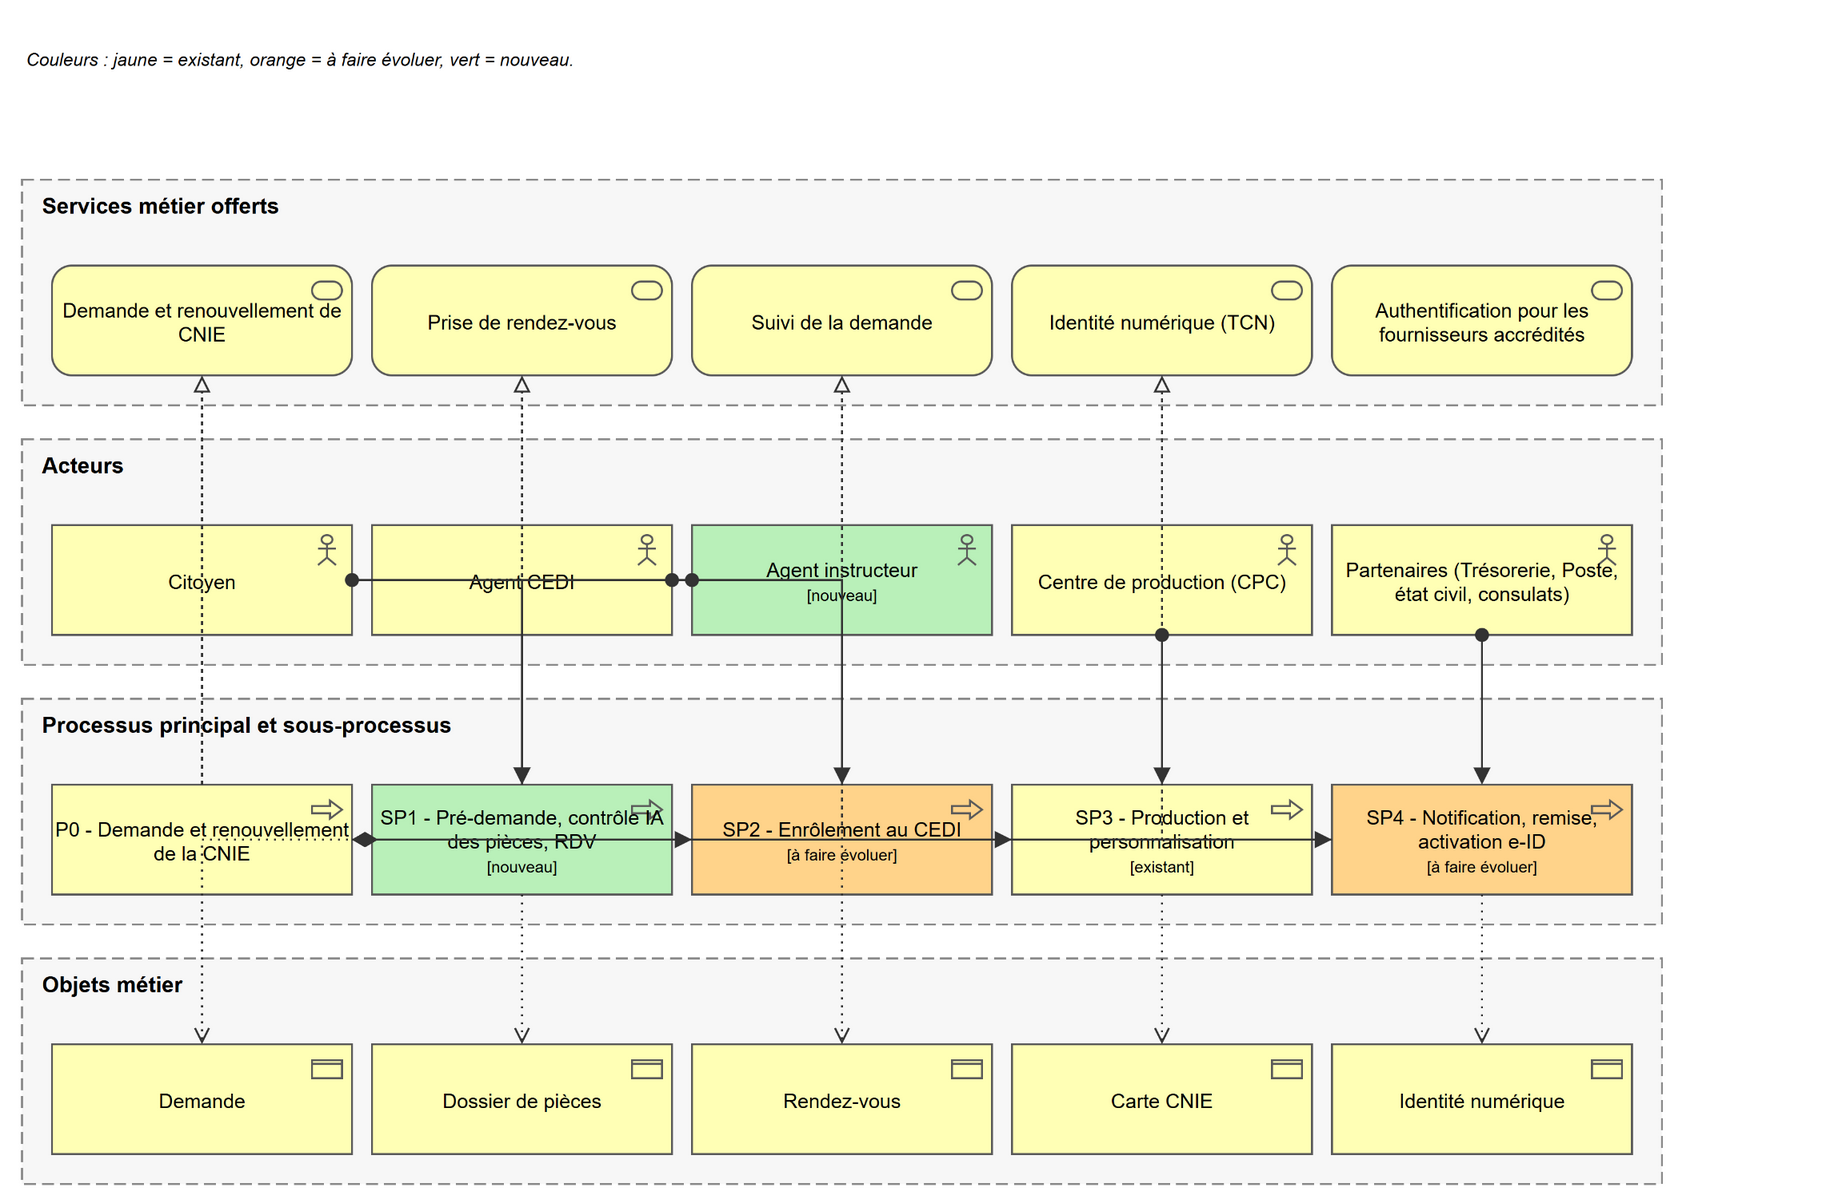 Couleurs : jaune = existant, orange = à faire évoluer, vert = nouveau.
Services métier offerts
Demande et renouvellement de
CNIE
Prise de rendez-vous
Suivi de la demande
Identité numérique (TCN)
Authentification pour les
fournisseurs accrédités
Acteurs
Citoyen
Agent CEDI
Agent instructeur
[nouveau]
Centre de production (CPC)
Partenaires (Trésorerie, Poste,
état civil, consulats)
Processus principal et sous-processus
P0 - Demande et renouvellement
de la CNIE
SP1 - Pré-demande, contrôle IA
des pièces, RDV
[nouveau]
SP2 - Enrôlement au CEDI
[à faire évoluer]
SP3 - Production et
personnalisation
[existant]
SP4 - Notification, remise,
activation e-ID
[à faire évoluer]
Objets métier
Demande
Dossier de pièces
Rendez-vous
Carte CNIE
Identité numérique